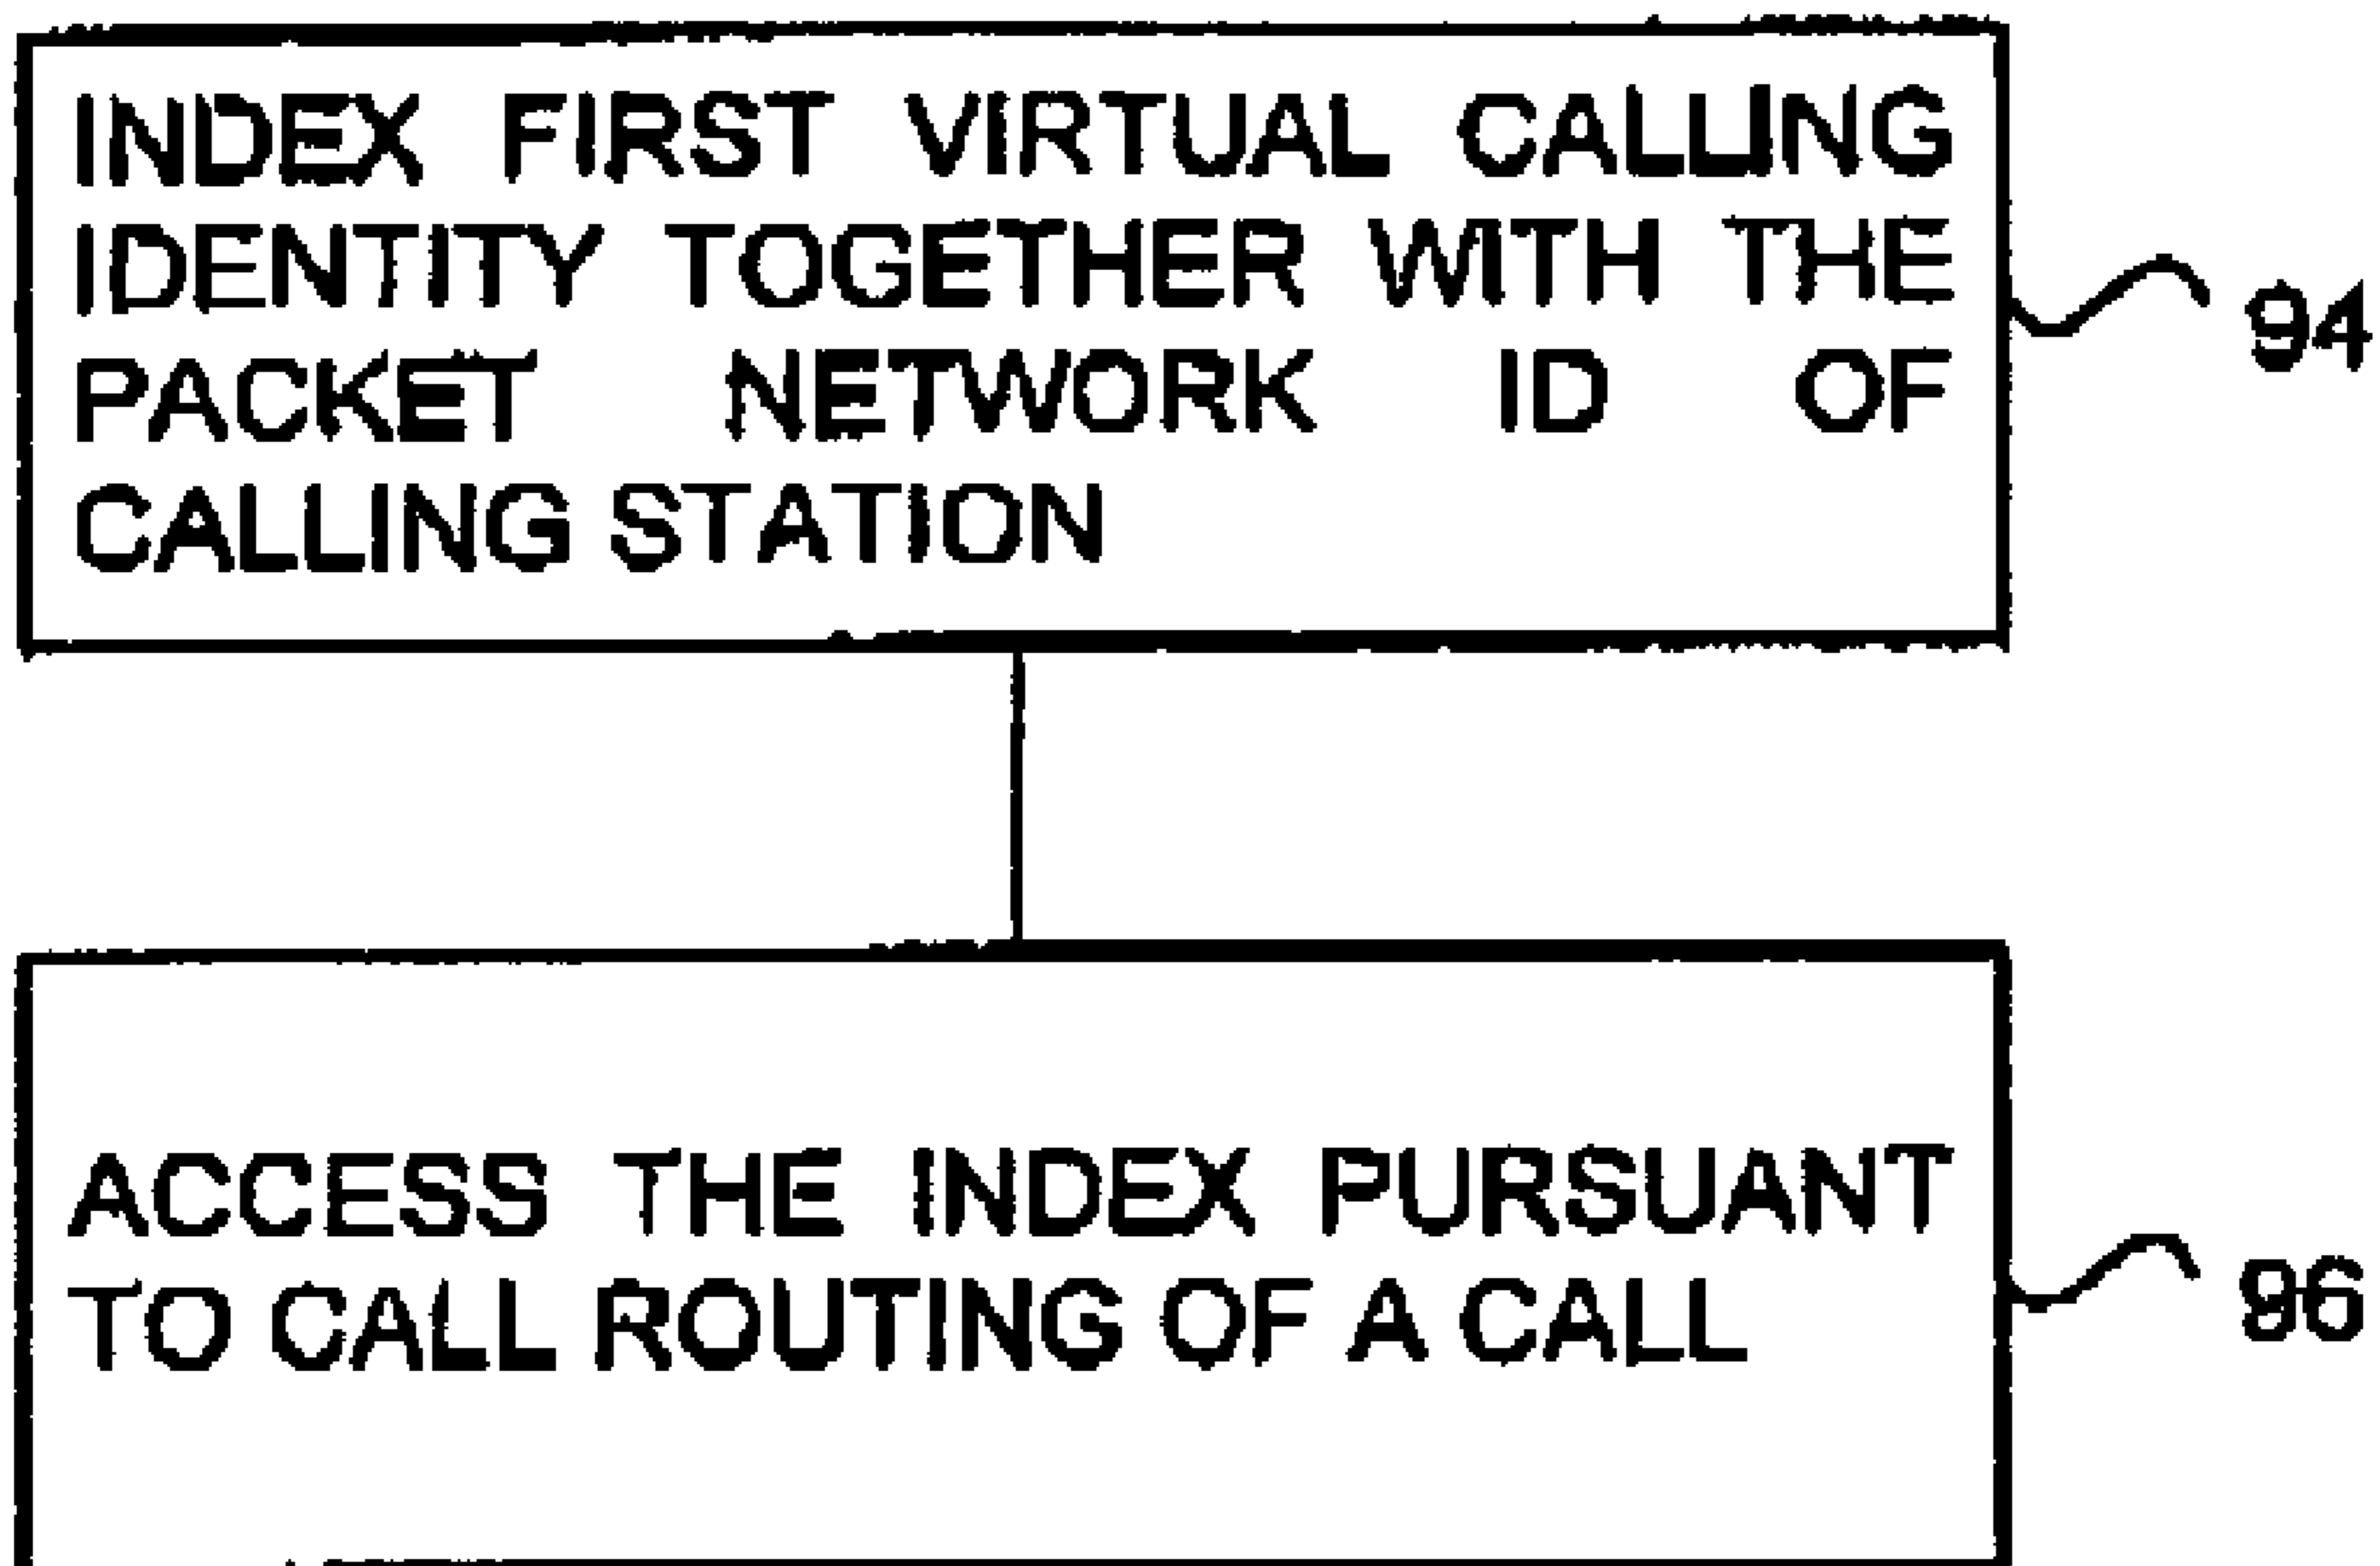 INDEX FIRST VIRTUAL CALLING
IDENTITY TOGETHER WITH THE
PACKET NETWORK ID OF
CALLING STATION
94
ACCESS THE INDEX PURSUANT
TO CALL ROUTING OF A CALL
96